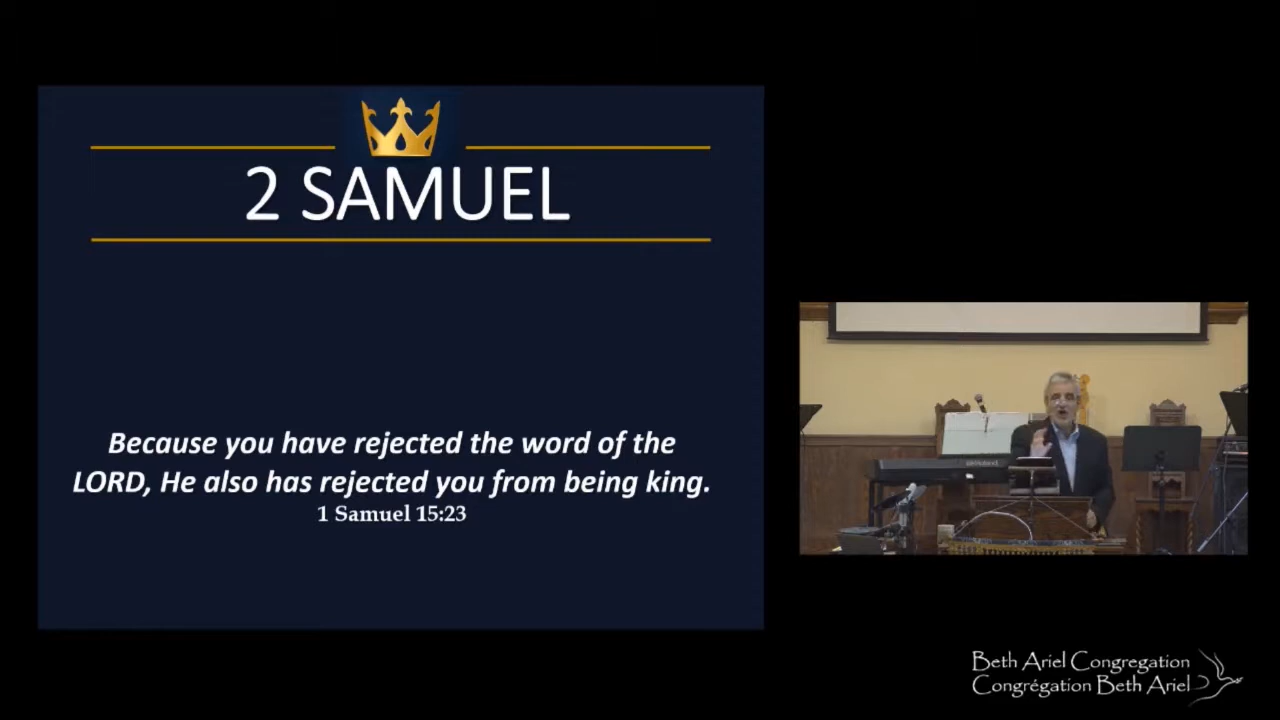 2 SAMUEL
Because you have rejected the word of the
LORD, He also has rejected you from being king.
1 Samuel 15:23
Roland
Beth Ariel Congregation
Congrégation Beth Ariel